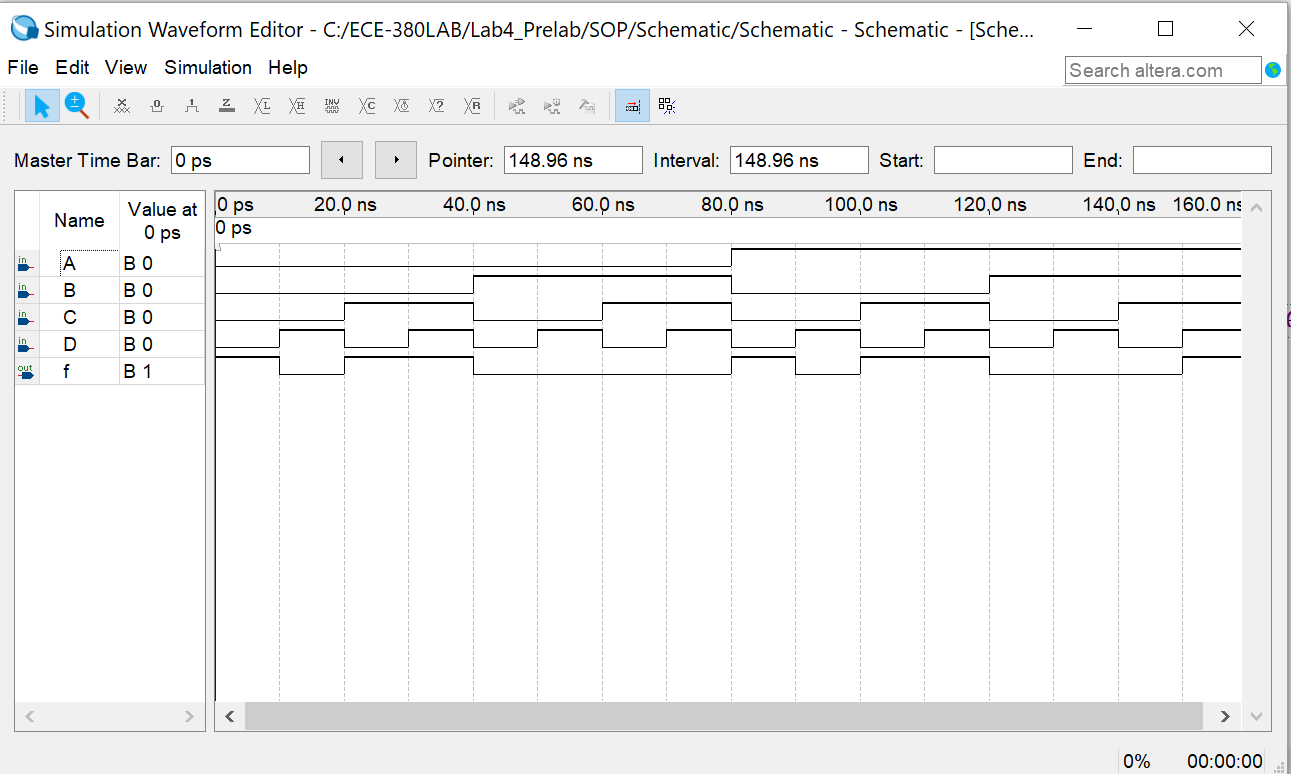 Simulation Waveform Editor - C:/ECE-380LAB/Lab4_Prelab/SOP/Schematic/Schematic - Schematic - [Sche...
File Edit View Simulation Help
Search altera.com
Master Time Bar: 0 ps Pointer: 148.96 ns Interval: 148.96 ns Start: End:
Name Value at 0 ps
0 ps 20.0 ns 40.0 ns 60.0 ns 80.0 ns 100.0 ns 120.0 ns 140.0 ns 160.0 ns
0 ps
in A B 0
in B B 0
in C B 0
in D B 0
out f B 1
0% 00:00:00